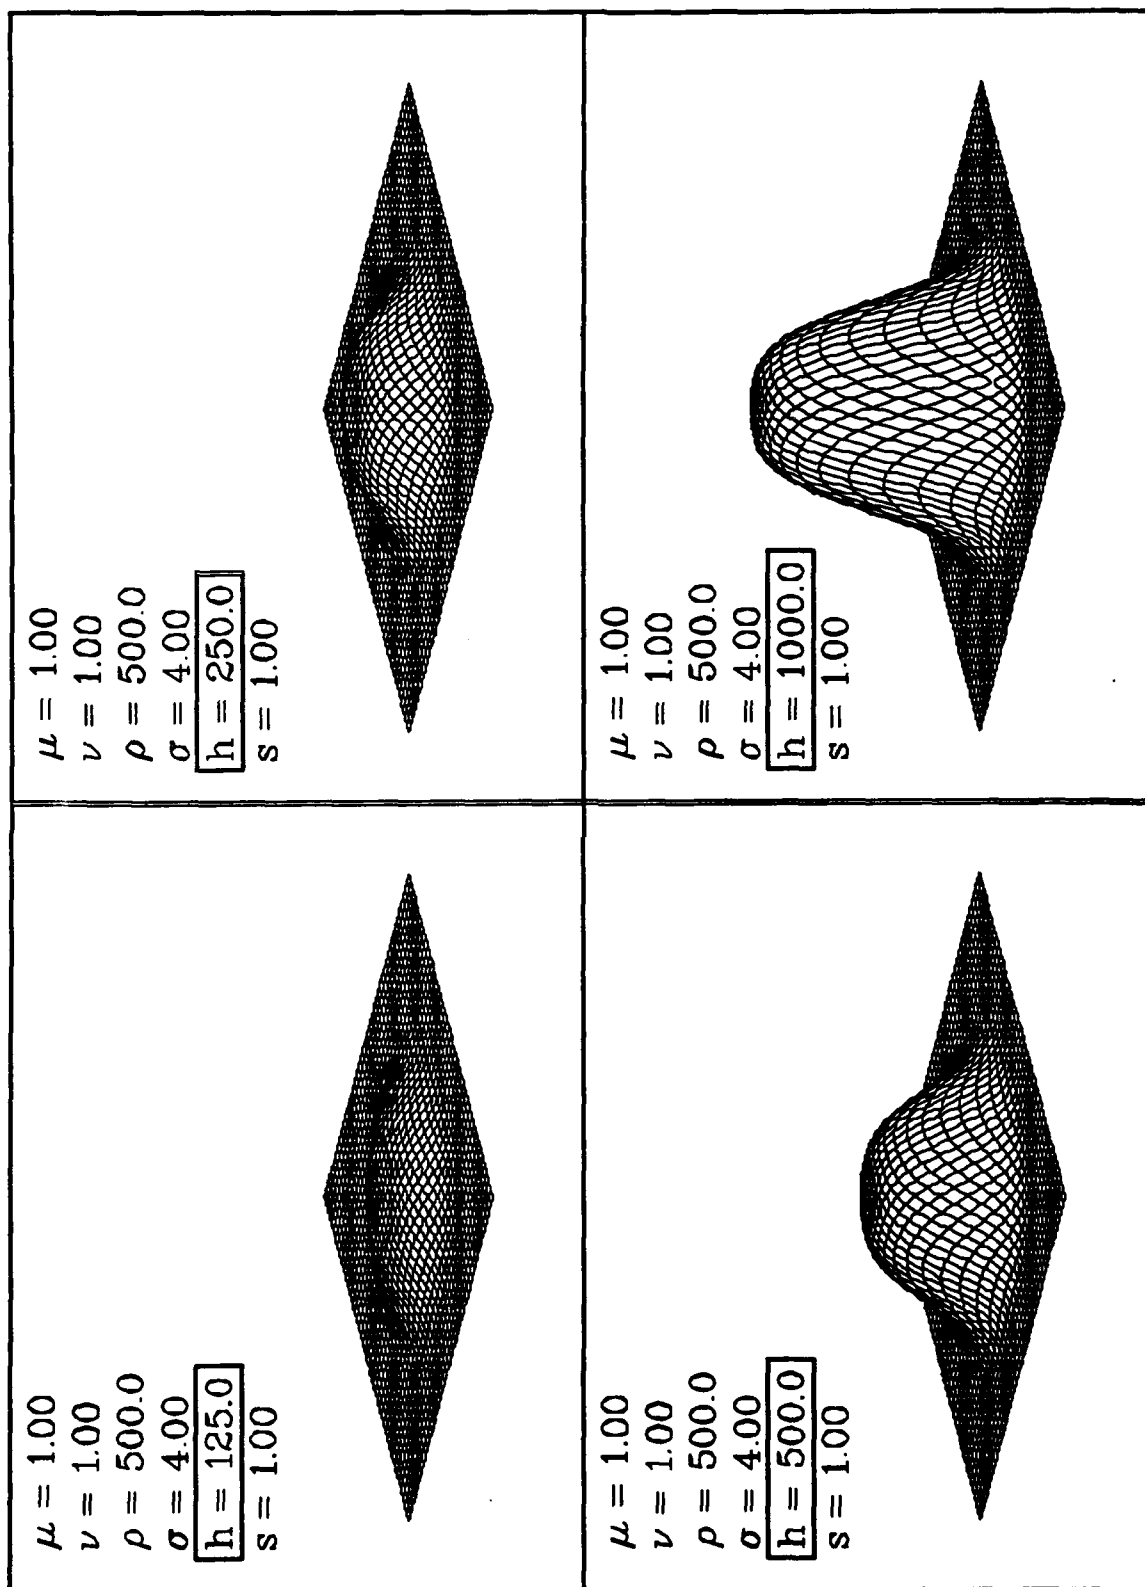 μ = 1.00
ν = 1.00
ρ = 500.0
σ = 4.00
h = 125.0
s = 1.00
μ = 1.00
ν = 1.00
ρ = 500.0
σ = 4.00
h = 250.0
s = 1.00
μ = 1.00
ν = 1.00
ρ = 500.0
σ = 4.00
h = 500.0
s = 1.00
μ = 1.00
ν = 1.00
ρ = 500.0
σ = 4.00
h = 1000.0
s = 1.00